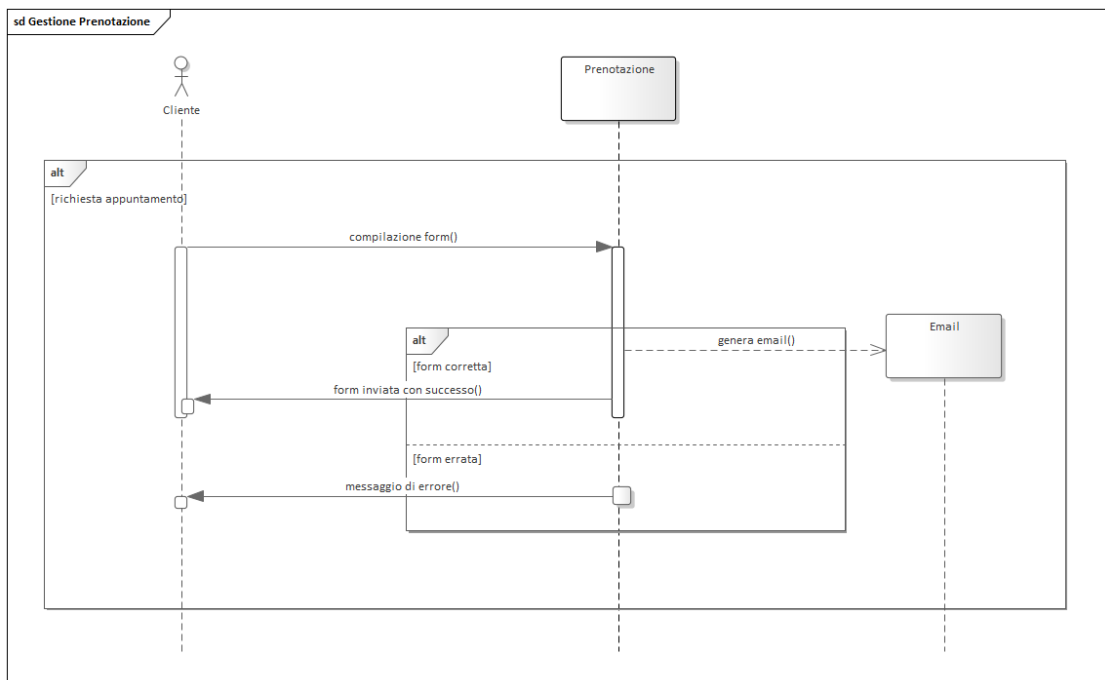 sd Gestione Prenotazione
Cliente
Prenotazione
alt
[richiesta appuntamento]
compilazione form()
Email
alt
genera email()
[form corretta]
form inviata con successo()
[form errata]
messaggio di errore()